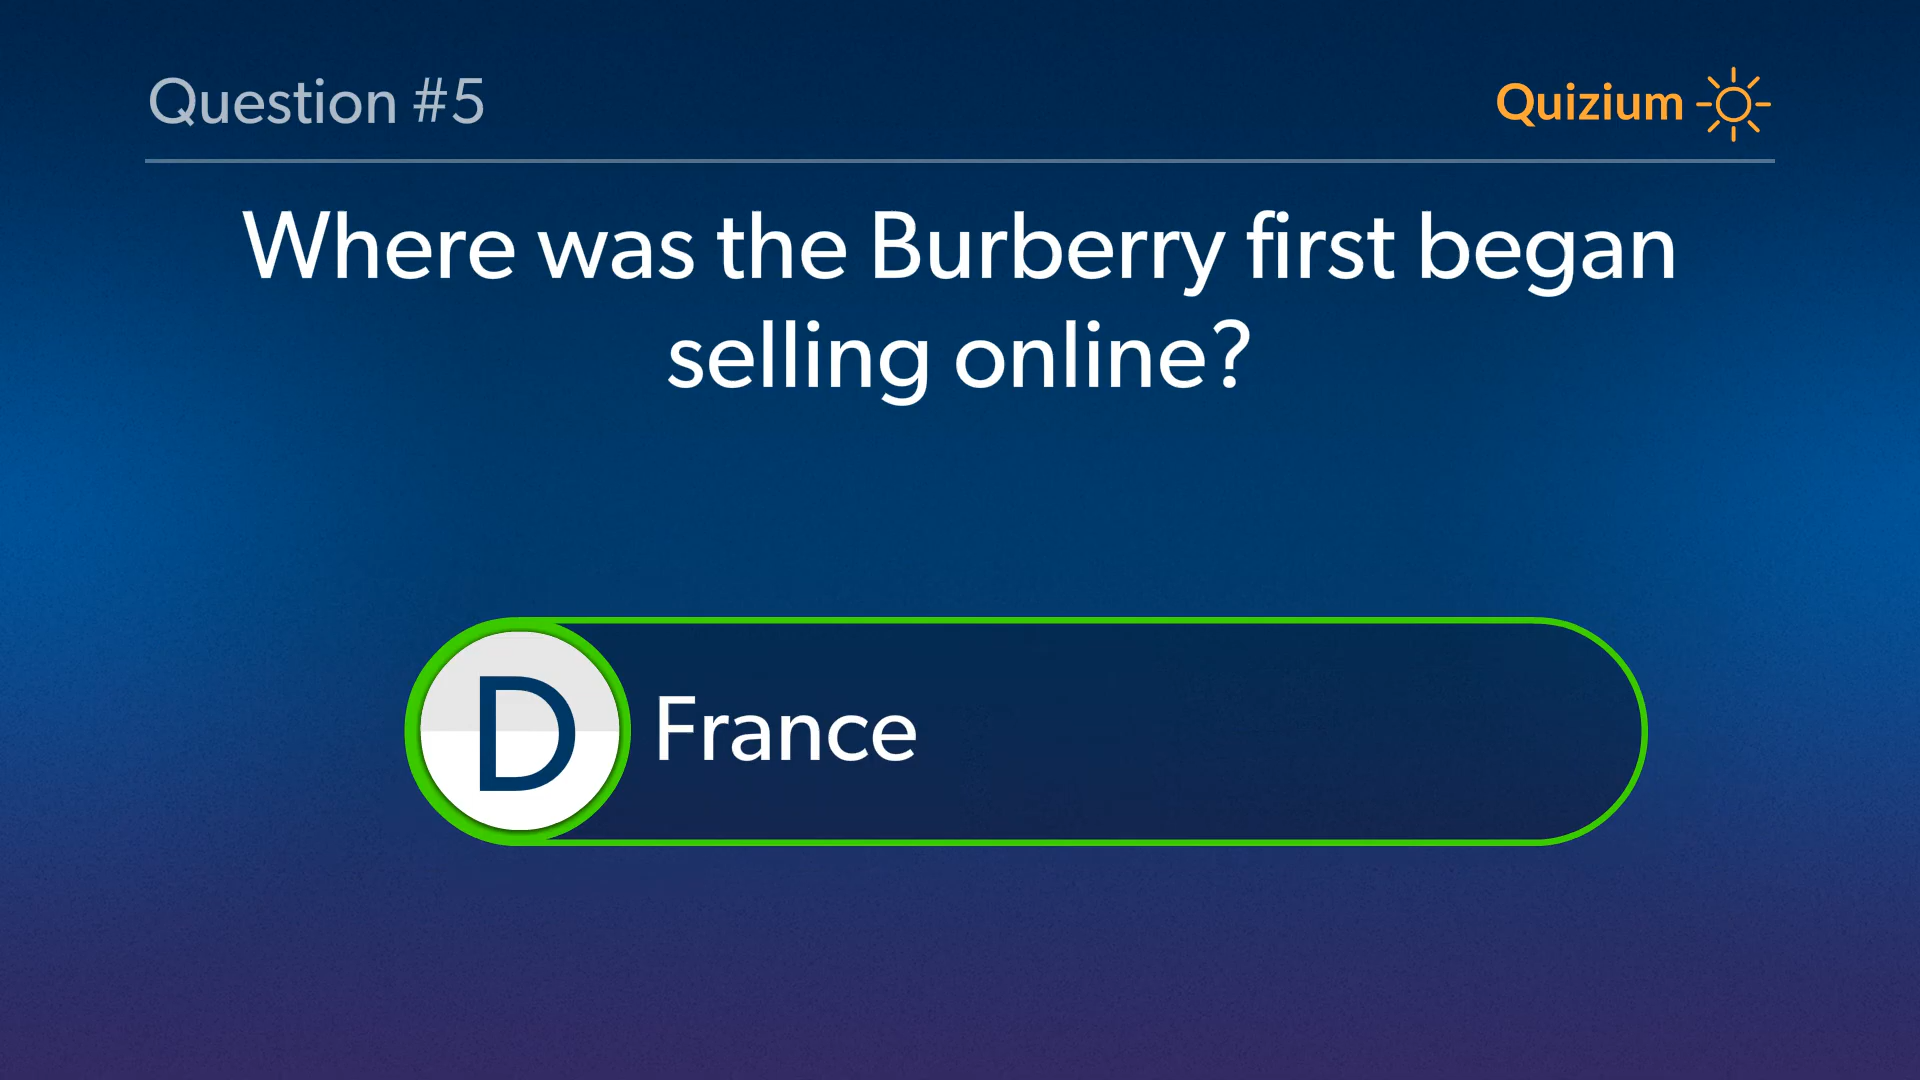 Question #5
Quizium
Where was the Burberry first began
selling online?
D France